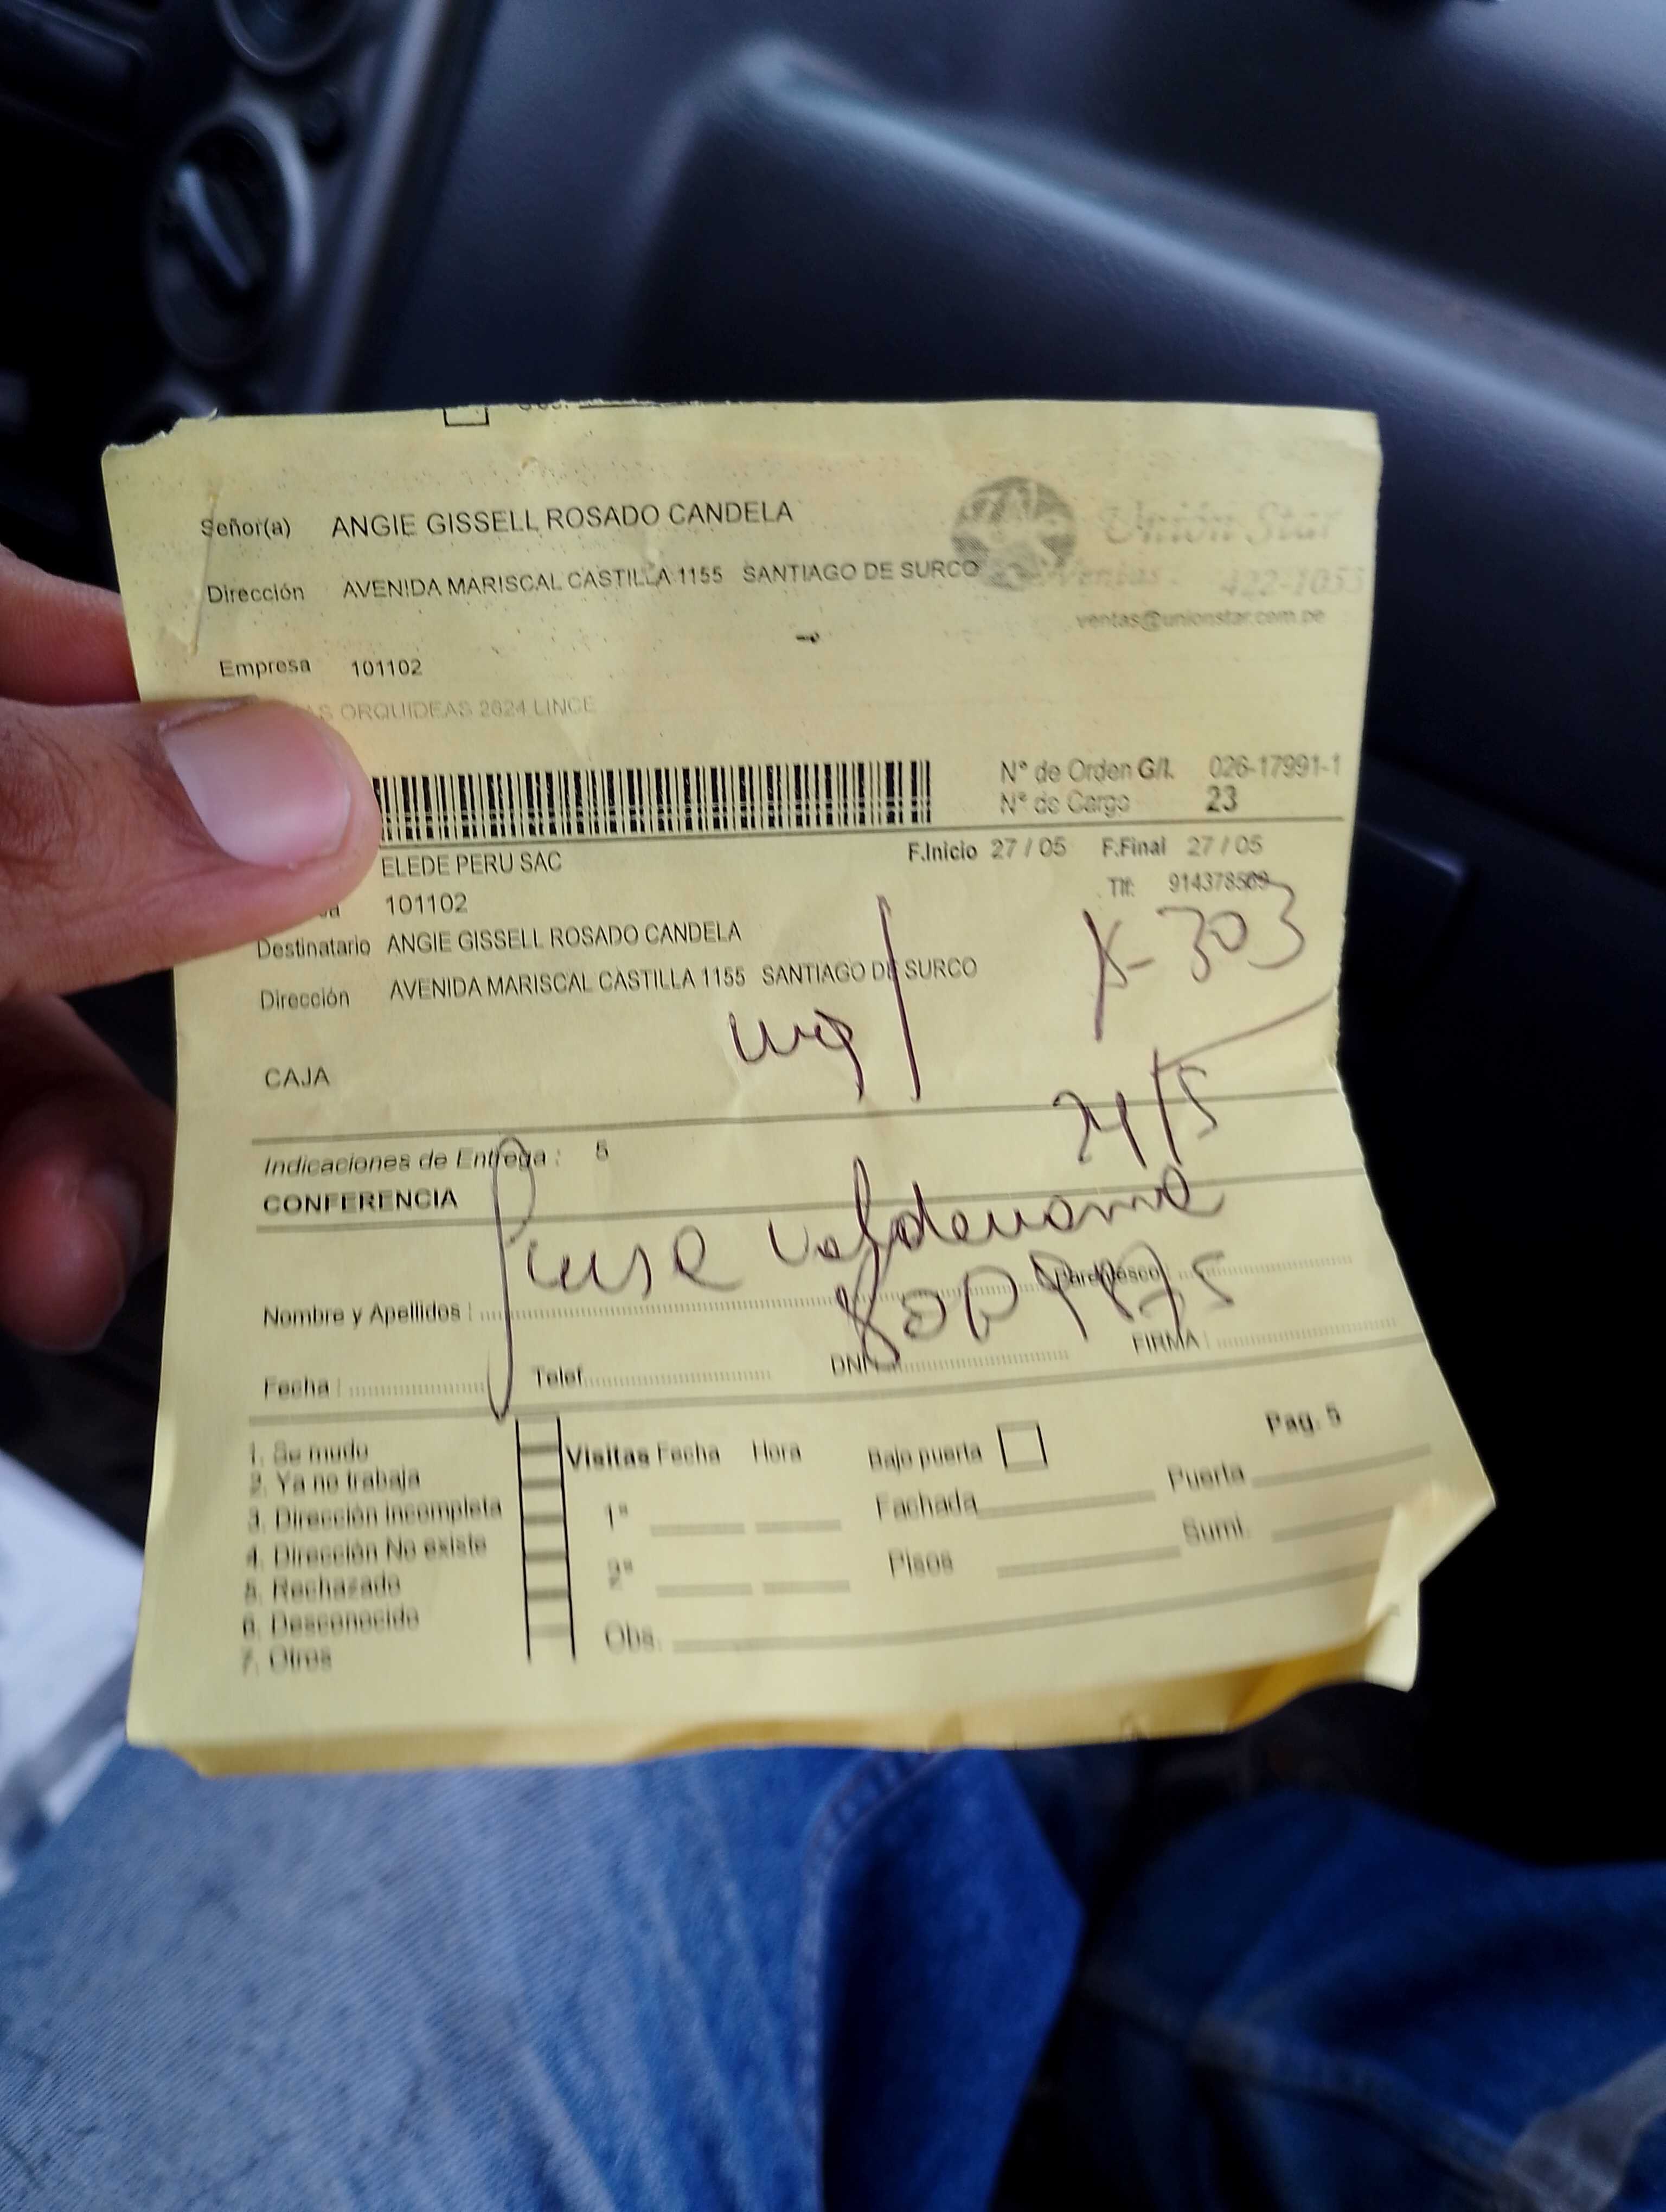 Señor(a) ANGIE GISSELL ROSADO CANDELA
Unión Star
Dirección AVENIDA MARISCAL CASTILLA 1155 SANTIAGO DE SURCO
Ventas 422-1055
ventas@unionstar.com.pe
Empresa 101102
ORQUIDEAS 2624 LINCE
N° de Orden G/I. 026-17991-1
N° de Cargo 23
ELEDE PERU SAC
F.Inicio 27 / 05 F.Final 27 / 05
101102
Tlf: 914378569
Destinatario ANGIE GISSELL ROSADO CANDELA
X-303
Dirección AVENIDA MARISCAL CASTILLA 1155 SANTIAGO DE SURCO
CAJA
Indicaciones de Entrega : 5
CONFERENCIA
Nombre y Apellidos :
Parentesco:
Fecha : Telef. DNI FIRMA :
1. Se mudo
2. Ya no trabaja
3. Dirección incompleta
4. Dirección No existe
5. Rechazado
6. Desconocido
7. Otros
Visitas Fecha Hora
1ª
2ª
Obs.
Bajo puerta
Pag. 5
Fachada Puerta
Pisos Sumi.